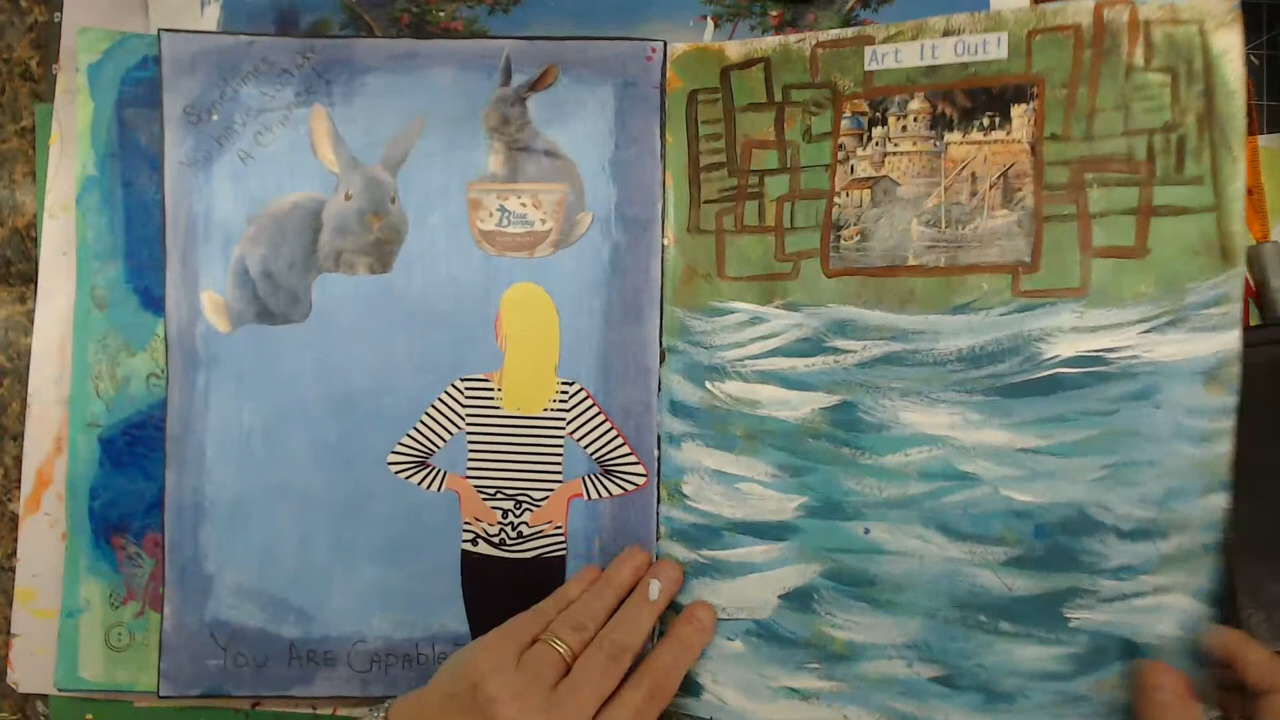 Sometimes
You have to take
A Chance!
Blue
Bunny
Art It Out!
You Are Capable